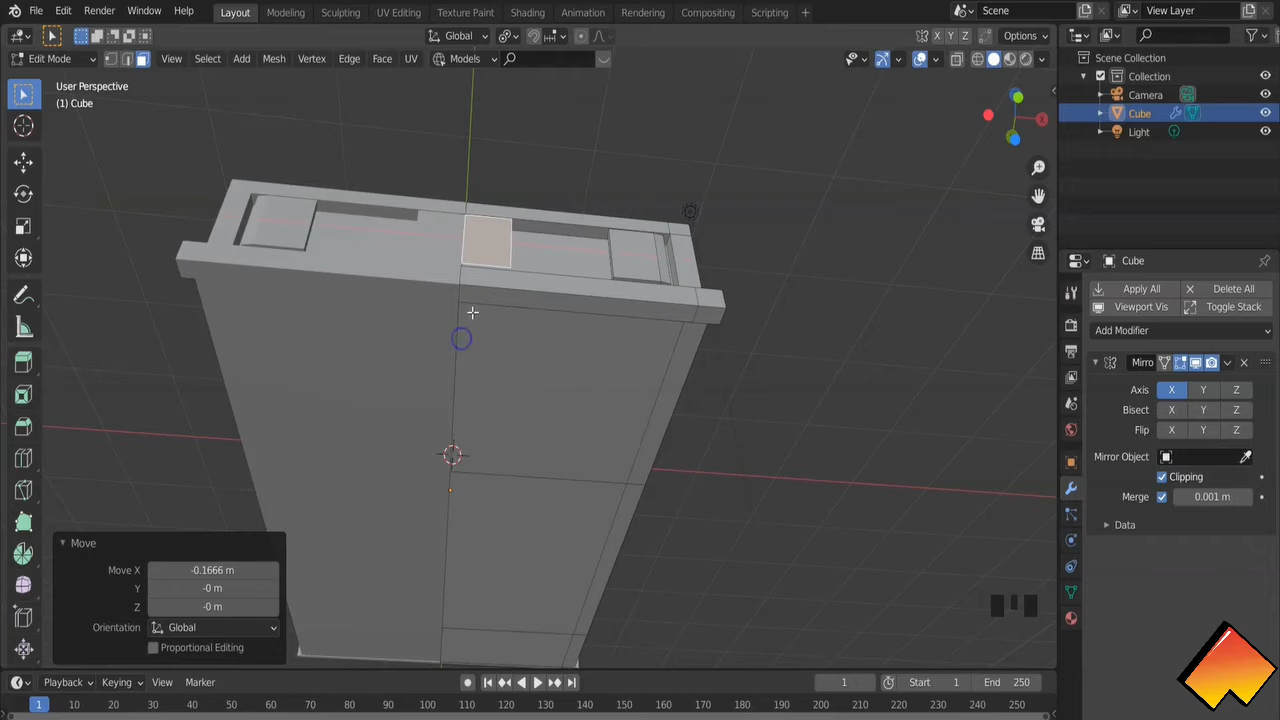 File Edit Render Window Help Layout Modeling Sculpting UV Editing Texture Paint Shading Animation Rendering Compositing Scripting + Scene View Layer
Global X Y Z Options
Edit Mode View Select Add Mesh Vertex Edge Face UV Models
User Perspective
(1) Cube
Scene Collection
Collection
Camera
Cube
Light
X
Cube
Apply All Delete All
Viewport Vis Toggle Stack
Add Modifier
Mirro
Axis X Y Z
Bisect X Y Z
Flip X Y Z
Mirror Object
Clipping
Merge 0.001 m
Data
Move
Move X -0.1666 m
Y -0 m
Z -0 m
Orientation Global
Proportional Editing
Playback Keying View Marker 1 Start 1 End 250
1 10 20 30 40 50 60 70 80 90 100 110 120 130 140 150 160 170 180 190 200 210 220 230 240 250